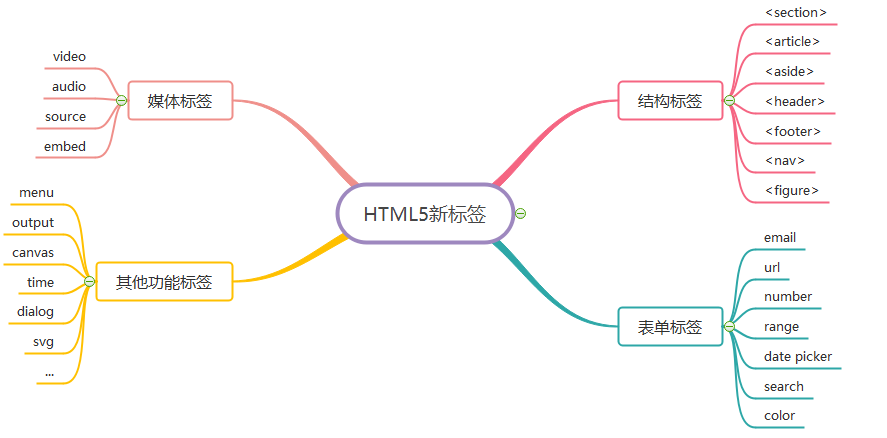 HTML5新标签
媒体标签
video
audio
source
embed
其他功能标签
menu
output
canvas
time
dialog
svg
...
结构标签
<section>
<article>
<aside>
<header>
<footer>
<nav>
<figure>
表单标签
email
url
number
range
date picker
search
color